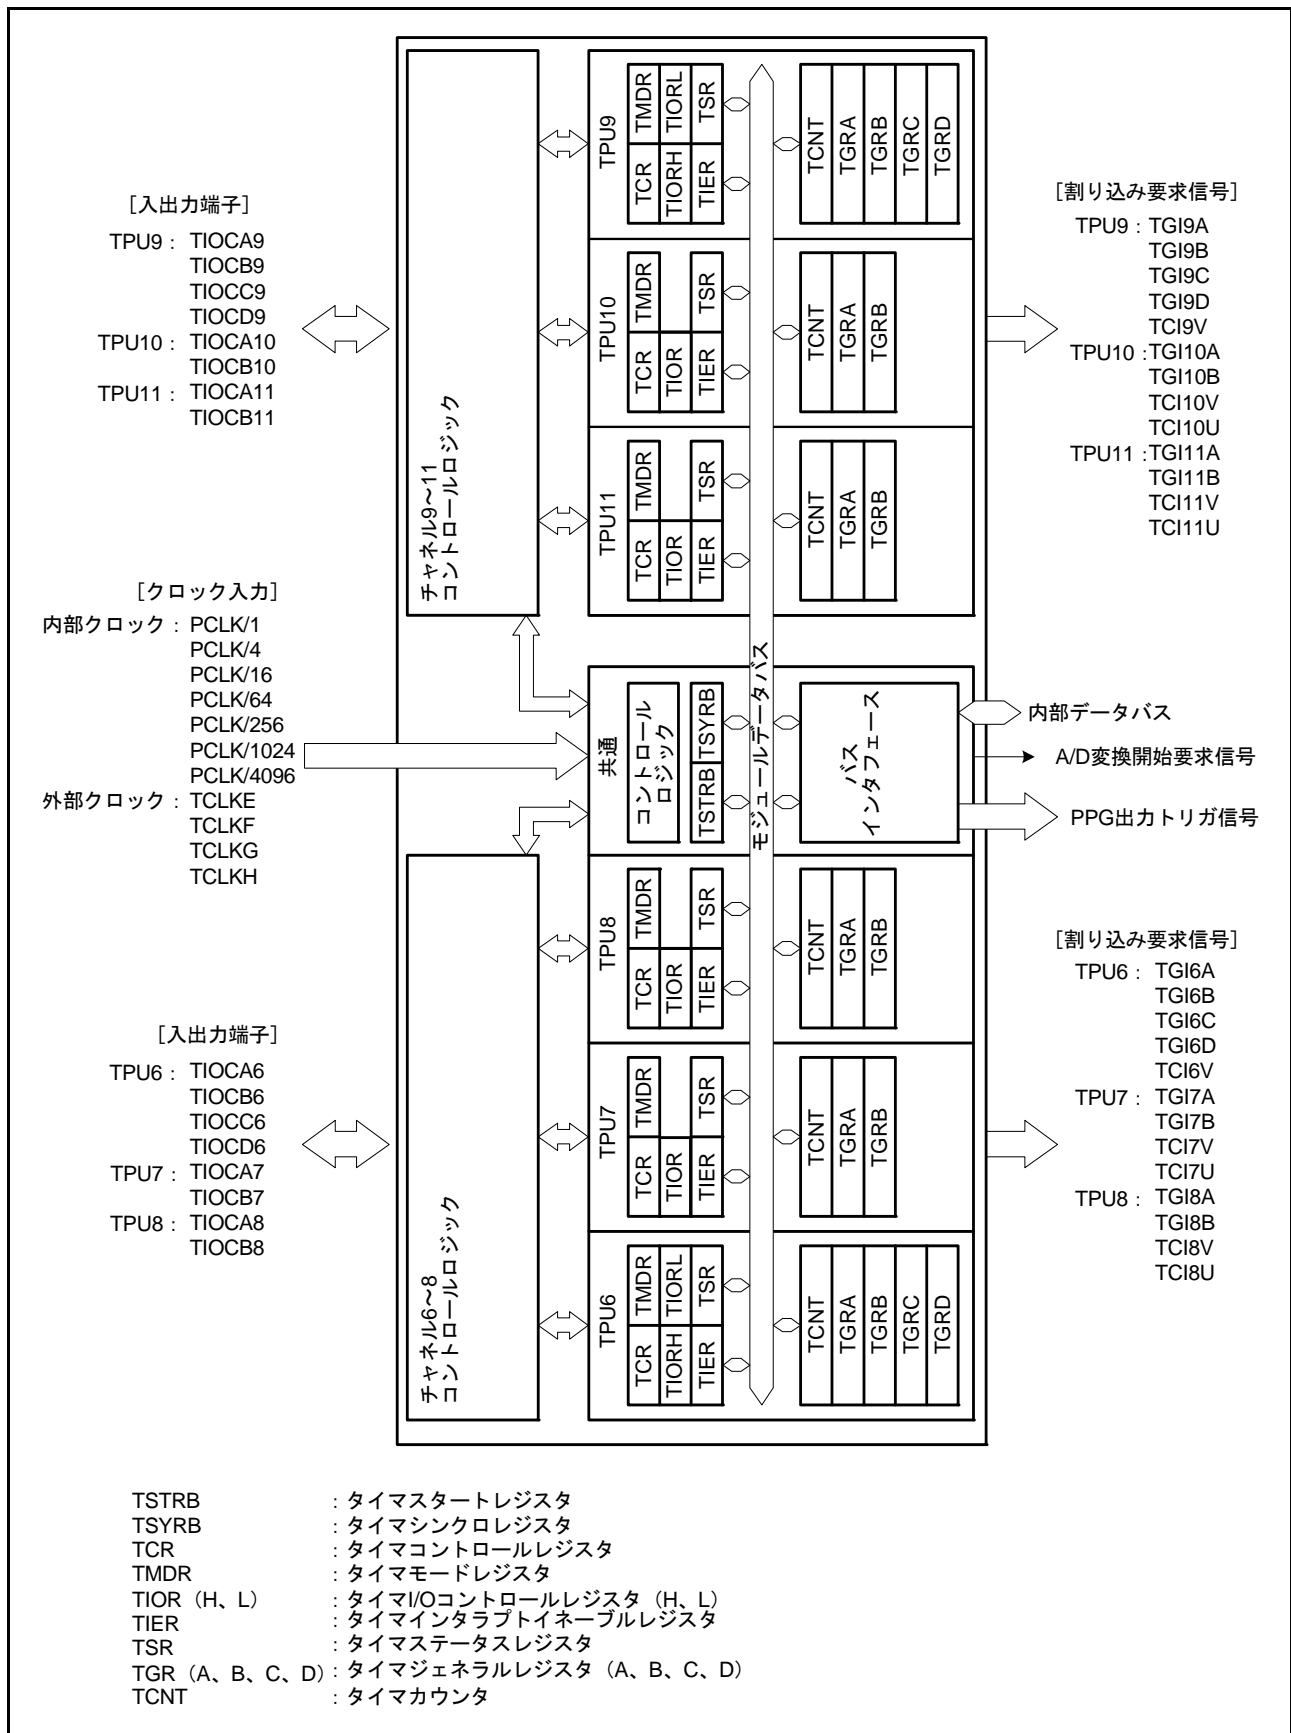 [入出力端子]
TPU9 : TIOCA9
TIOCB9
TIOCC9
TIOCD9
TPU10 : TIOCA10
TIOCB10
TPU11 : TIOCA11
TIOCB11
[クロック入力]
内部クロック : PCLK/1
PCLK/4
PCLK/16
PCLK/64
PCLK/256
PCLK/1024
PCLK/4096
外部クロック : TCLKE
TCLKF
TCLKG
TCLKH
[入出力端子]
TPU6 : TIOCA6
TIOCB6
TIOCC6
TIOCD6
TPU7 : TIOCA7
TIOCB7
TPU8 : TIOCA8
TIOCB8
チャネル9～11
コントロールロジック
チャネル6～8
コントロールロジック
TPU9
TCR TMDR
TIORH TIORL
TIER TSR
TCNT
TGRA
TGRB
TGRC
TGRD
TPU10
TCR TMDR
TIOR
TIER TSR
TCNT
TGRA
TGRB
TPU11
TCR TMDR
TIOR
TIER TSR
TCNT
TGRA
TGRB
共通
コントロール
ロジック
TSTRB TSYRB
モジュールデータバス
バス
インタフェース
TPU8
TCR TMDR
TIOR
TIER TSR
TCNT
TGRA
TGRB
TPU7
TCR TMDR
TIOR
TIER TSR
TCNT
TGRA
TGRB
TPU6
TCR TMDR
TIORH TIORL
TIER TSR
TCNT
TGRA
TGRB
TGRC
TGRD
[割り込み要求信号]
TPU9 : TGI9A
TGI9B
TGI9C
TGI9D
TCI9V
TPU10 : TGI10A
TGI10B
TCI10V
TCI10U
TPU11 : TGI11A
TGI11B
TCI11V
TCI11U
内部データバス
A/D変換開始要求信号
PPG出力トリガ信号
[割り込み要求信号]
TPU6 : TGI6A
TGI6B
TGI6C
TGI6D
TCI6V
TPU7 : TGI7A
TGI7B
TCI7V
TCI7U
TPU8 : TGI8A
TGI8B
TCI8V
TCI8U
TSTRB : タイマスタートレジスタ
TSYRB : タイマシンクロレジスタ
TCR : タイマコントロールレジスタ
TMDR : タイマモードレジスタ
TIOR（H、L） : タイマI/Oコントロールレジスタ（H、L）
TIER : タイマインタラプトイネーブルレジスタ
TSR : タイマステータスレジスタ
TGR（A、B、C、D） : タイマジェネラルレジスタ（A、B、C、D）
TCNT : タイマカウンタ